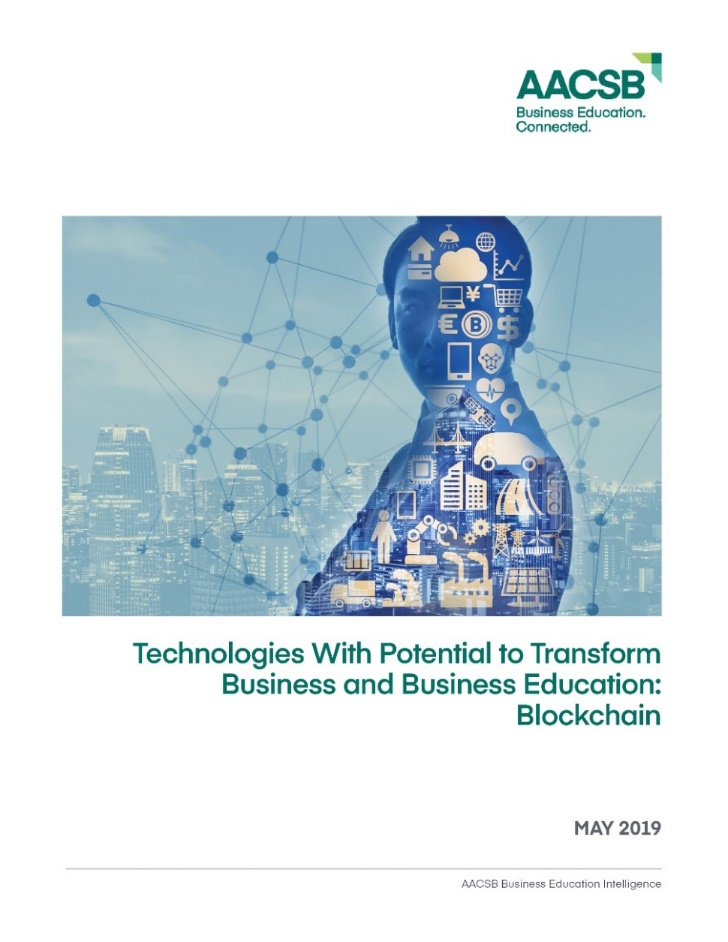 AACSB
Business Education.
Connected.
¥
€ B $
Technologies With Potential to Transform
Business and Business Education:
Blockchain
MAY 2019
AACSB Business Education Intelligence